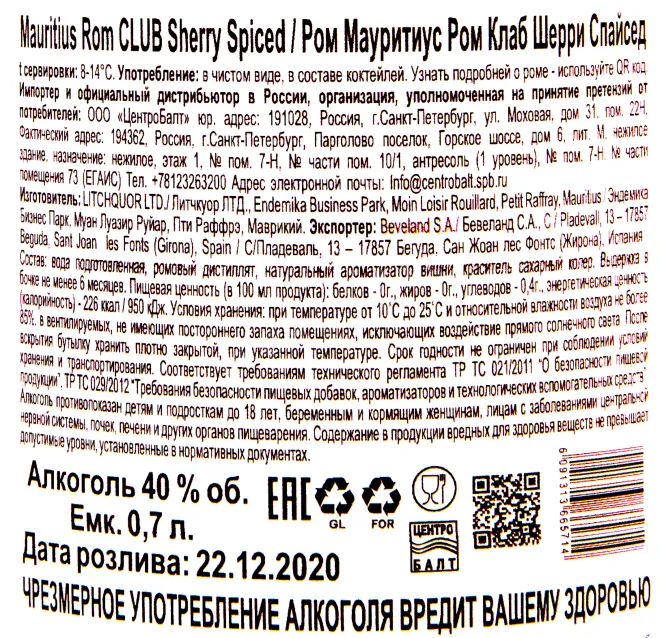 Mauritius Rom CLUB Sherry Spiced / Ром Мауритиус Ром Клаб Шерри Спайсед
t сервировки: 8-14°С. Употребление: в чистом виде, в составе коктейлей. Узнать подробней о роме - используйте QR код.
Импортер и официальный дистрибьютор в России, организация, уполномоченная на принятие претензий от
потребителей: ООО «ЦентроБалт» юр. адрес: 191028, Россия, г.Санкт-Петербург, ул. Моховая, дом 31, пом. 22Н.
Фактический адрес: 194362, Россия, г.Санкт-Петербург, Парголово поселок, Горское шоссе, дом 6, лит. М, нежилое
здание, назначение: нежилое, этаж 1, № пом. 7-Н, № части пом. 10/1, антресоль (1 уровень), № пом. 7-Н, № части
помещения 73 (ЕГАИС) Тел. +78123263200 Адрес электронной почты: Info@centrobalt.spb.ru
Изготовитель: LITCHQUOR LTD./ Литчкуор ЛТД., Endemika Business Park, Moin Loisir Rouillard, Petit Raffray, Mauritius / Эндемика
Бизнес Парк, Муан Луазир Руйар, Пти Раффрэ, Маврикий. Экспортер: Beveland S.A./ Бевеланд С.А., C / Pladevall, 13 – 17857
Beguda, Sant Joan les Fonts (Girona), Spain / С/Пладеваль, 13 – 17857 Бегуда, Сан Жоан лес Фонтс (Жирона), Испания
Состав: вода подготовленная, ромовый дистиллят, натуральный ароматизатор вишни, краситель сахарный колер. Выдержка в
бочке не менее 6 месяцев. Пищевая ценность (в 100 мл продукта): белков - 0г., жиров - 0г., углеводов - 0,4г., энергетическая ценность
(калорийность) - 226 ккал / 950 кДж. Условия хранения: при температуре от 10°С до 25°С и относительной влажности воздуха не более
85%, в вентилируемых, не имеющих постороннего запаха помещениях, исключающих воздействие прямого солнечного света. После
вскрытия бутылку хранить плотно закрытой, при указанной температуре. Срок годности не ограничен при соблюдении условий
хранения и транспортирования. Соответствует требованиям технического регламента ТР ТС 021/2011 "О безопасности пищевой
продукции", ТР ТС 029/2012 "Требования безопасности пищевых добавок, ароматизаторов и технологических вспомогательных средств".
Алкоголь противопоказан детям и подросткам до 18 лет, беременным и кормящим женщинам, лицам с заболеваниями центральной
нервной системы, почек, печени и других органов пищеварения. Содержание в продукции вредных для здоровья веществ не превышает
допустимые уровни, установленные в нормативных документах.
Алкоголь 40 % об.
Емк. 0,7 л.
Дата розлива: 22.12.2020
EAC
GL
FOR
ЦЕНТРО
БАЛТ
6991313665714
ЧРЕЗМЕРНОЕ УПОТРЕБЛЕНИЕ АЛКОГОЛЯ ВРЕДИТ ВАШЕМУ ЗДОРОВЬЮ